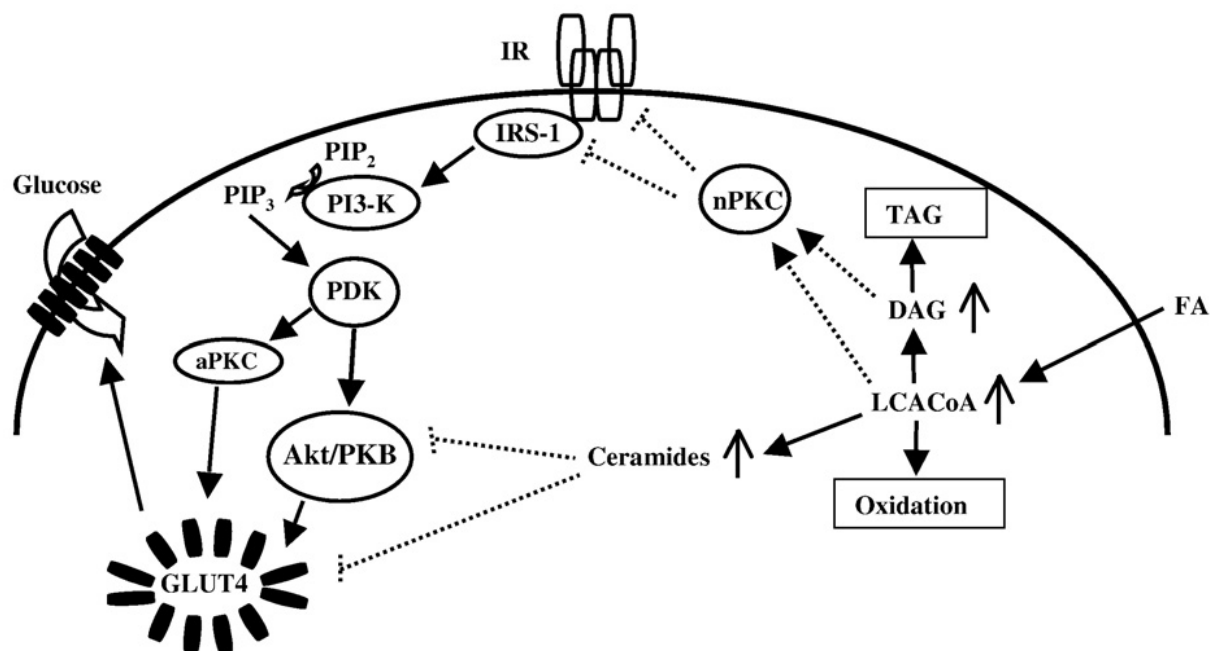 IR
IRS-1
PIP2
Glucose
PIP3
PI3-K
nPKC
TAG
PDK
DAG
FA
aPKC
LCACoA
Akt/PKB
Ceramides
Oxidation
GLUT4